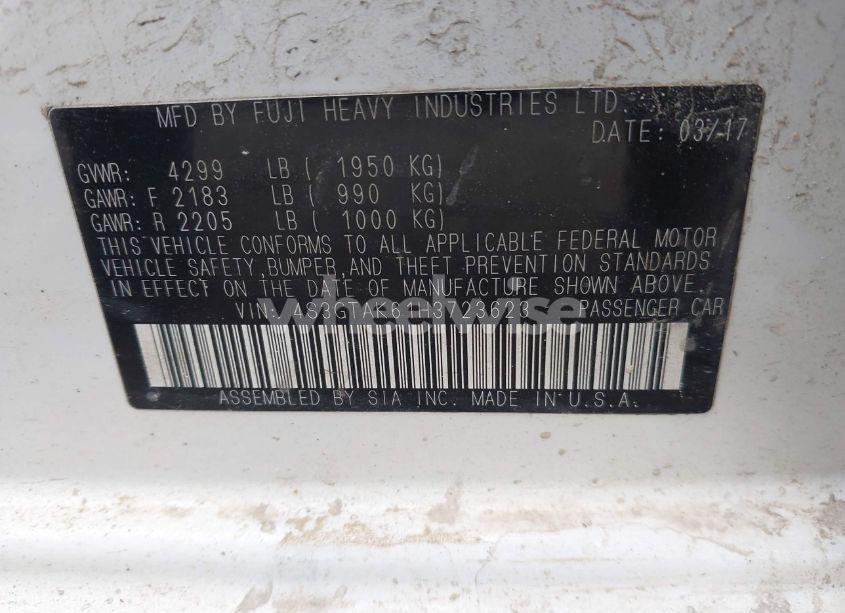 MFD BY FUJI HEAVY INDUSTRIES LTD.
DATE: 03/17
GVWR: 4299 LB ( 1950 KG)
GAWR: F 2183 LB ( 990 KG)
GAWR: R 2205 LB ( 1000 KG)
THIS VEHICLE CONFORMS TO ALL APPLICABLE FEDERAL MOTOR
VEHICLE SAFETY, BUMPER, AND THEFT PREVENTION STANDARDS
IN EFFECT ON THE DATE OF MANUFACTURE SHOWN ABOVE.
VIN: PASSENGER CAR
wheelwise
ASSEMBLED BY SIA INC. MADE IN U.S.A.